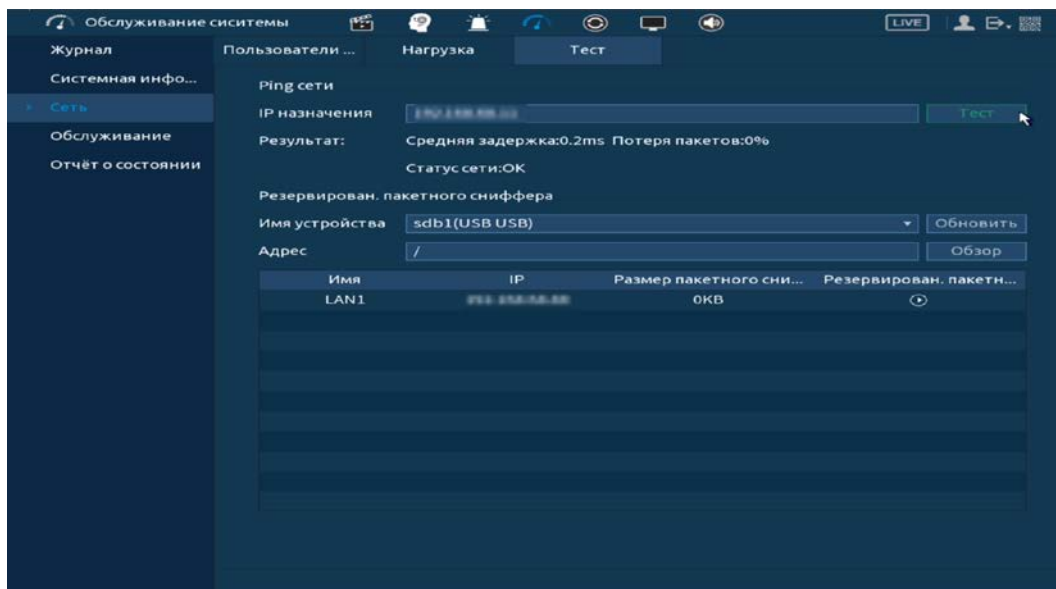 Обслуживание сиситемы LIVE
Журнал
Пользователи ...
Нагрузка
Тест
Системная инфо...
Сеть
Обслуживание
Отчёт о состоянии
Ping сети
IP назначения Тест
Результат: Средняя задержка:0.2ms Потеря пакетов:0%
Статус сети:OK
Резервирован. пакетного сниффера
Имя устройства sdb1(USB USB) Обновить
Адрес / Обзор
Имя IP Размер пакетного сни... Резервирован. пакетн...
LAN1 0KB